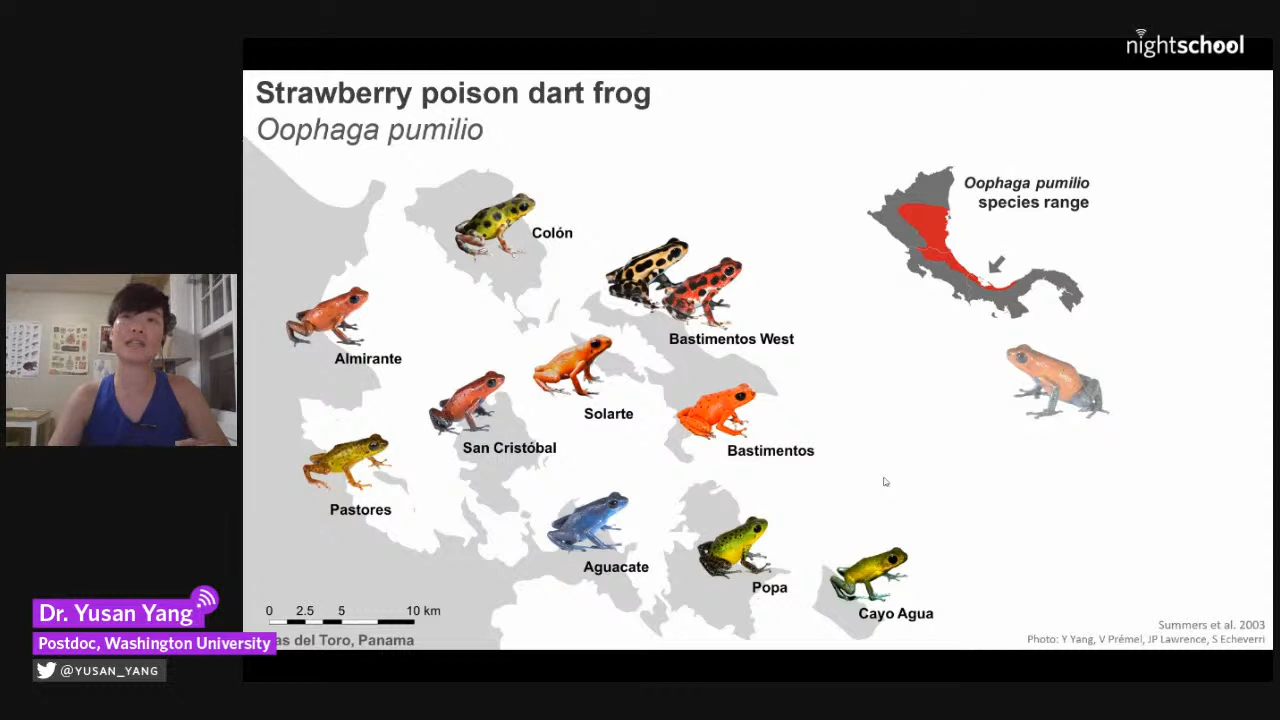 nightschool
Strawberry poison dart frog
Oophaga pumilio
Oophaga pumilio
species range
Colón
Bastimentos West
Almirante
Solarte
San Cristóbal
Bastimentos
Pastores
Aguacate
Popa
Cayo Agua
0 2.5 5 10 km
as del Toro, Panama
Summers et al. 2003
Photo: Y Yang, V Prémel, JP Lawrence, S Echeverri
Dr. Yusan Yang
Postdoc, Washington University
@YUSAN_YANG